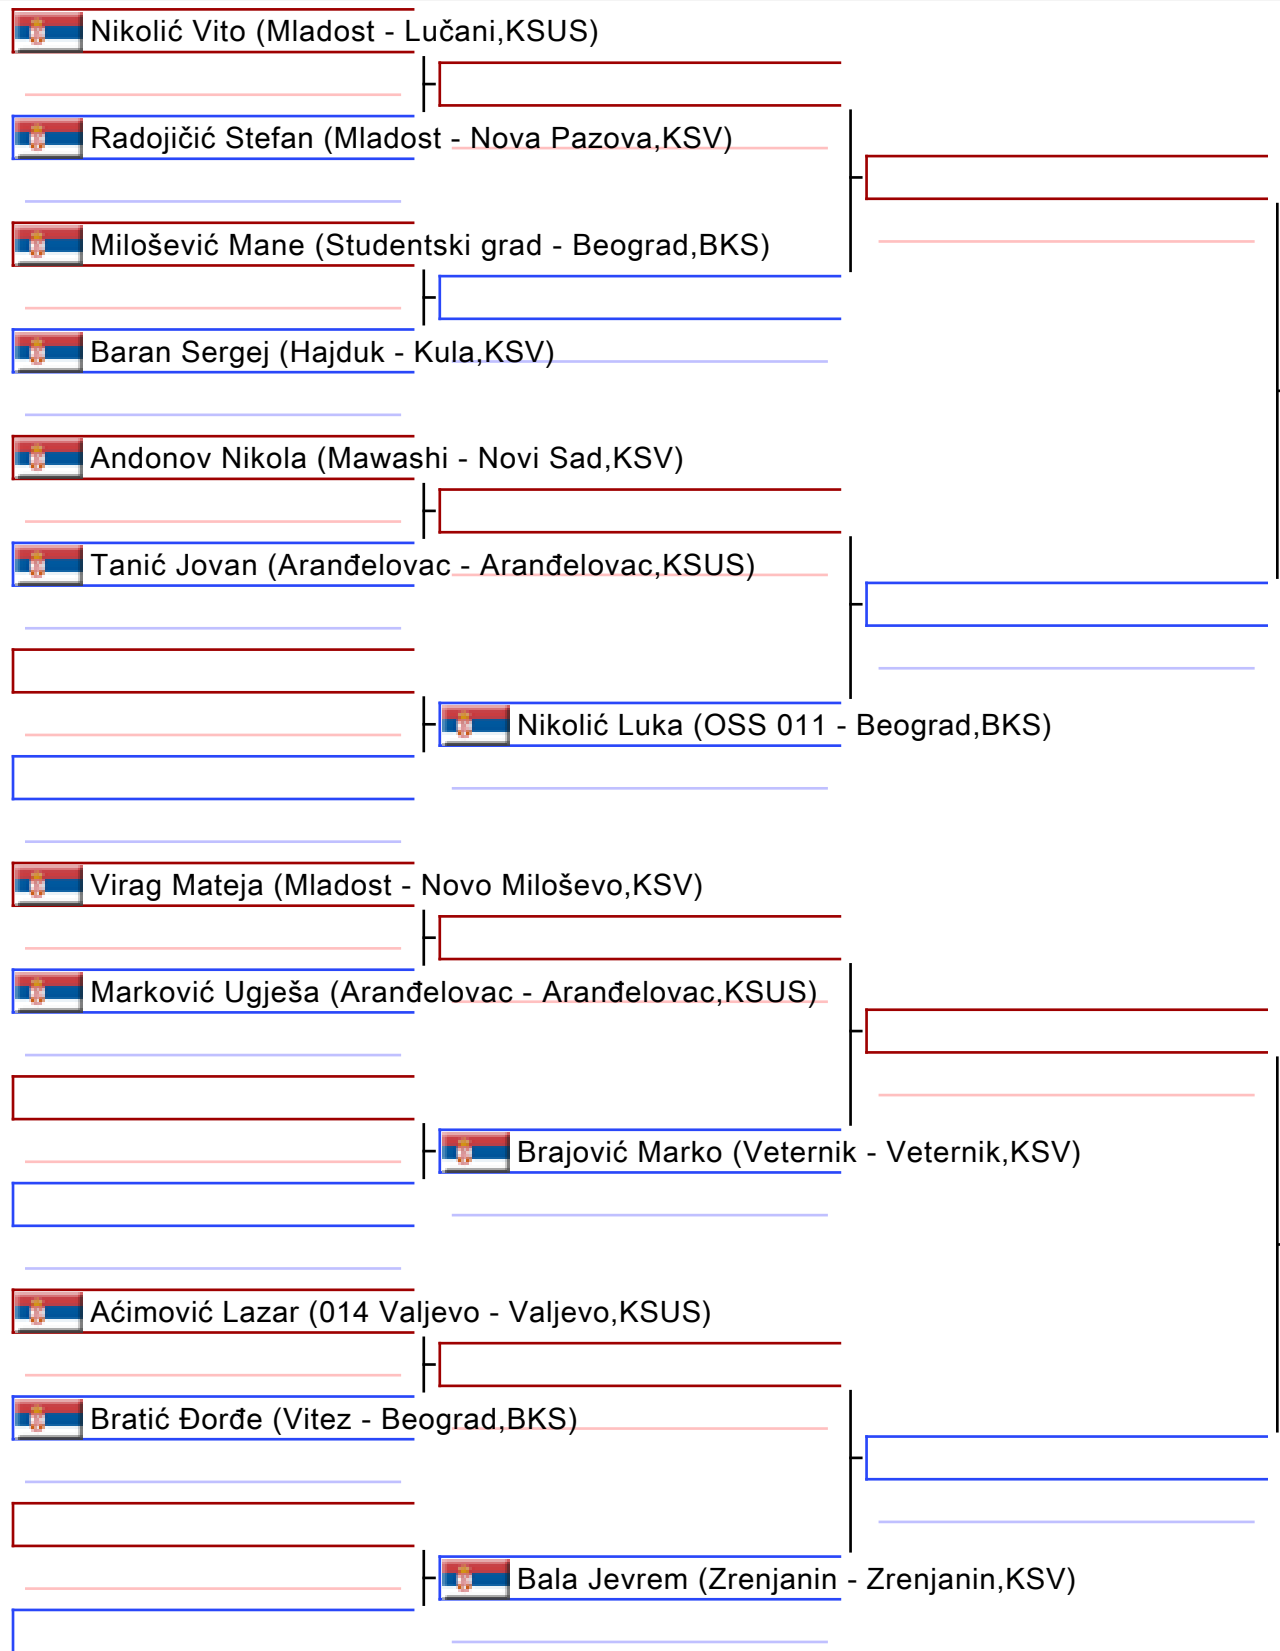 Nikolić Vito (Mladost - Lučani,KSUS)
Radojičić Stefan (Mladost - Nova Pazova,KSV)
Milošević Mane (Studentski grad - Beograd,BKS)
Baran Sergej (Hajduk - Kula,KSV)
Andonov Nikola (Mawashi - Novi Sad,KSV)
Tanić Jovan (Aranđelovac - Aranđelovac,KSUS)
Nikolić Luka (OSS 011 - Beograd,BKS)
Virag Mateja (Mladost - Novo Miloševo,KSV)
Marković Ugješa (Aranđelovac - Aranđelovac,KSUS)
Brajović Marko (Veternik - Veternik,KSV)
Aćimović Lazar (014 Valjevo - Valjevo,KSUS)
Bratić Đorđe (Vitez - Beograd,BKS)
Bala Jevrem (Zrenjanin - Zrenjanin,KSV)